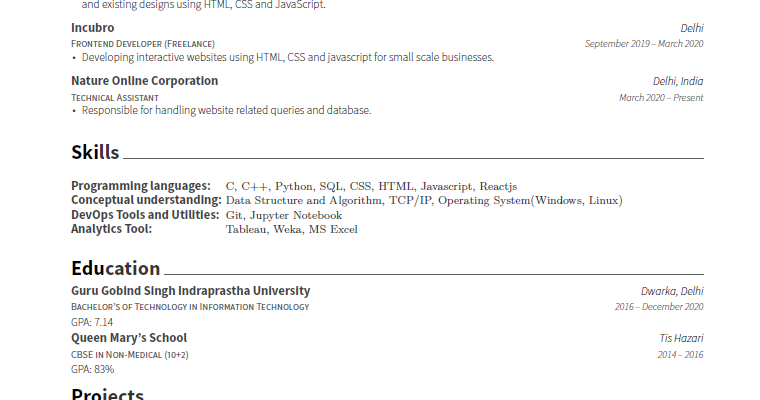 and existing designs using HTML, CSS and JavaScript.
Incubro Delhi
Frontend Developer (Freelance) September 2019 – March 2020
• Developing interactive websites using HTML, CSS and javascript for small scale businesses.
Nature Online Corporation Delhi, India
Technical Assistant March 2020 – Present
• Responsible for handling website related queries and database.
Skills
Programming languages: C, C++, Python, SQL, CSS, HTML, Javascript, Reactjs
Conceptual understanding: Data Structure and Algorithm, TCP/IP, Operating System(Windows, Linux)
DevOps Tools and Utilities: Git, Jupyter Notebook
Analytics Tool: Tableau, Weka, MS Excel
Education
Guru Gobind Singh Indraprastha University Dwarka, Delhi
Bachelor's of Technology in Information Technology 2016 – December 2020
GPA: 7.14
Queen Mary's School Tis Hazari
CBSE in Non-Medical (10+2) 2014 – 2016
GPA: 83%
Projects